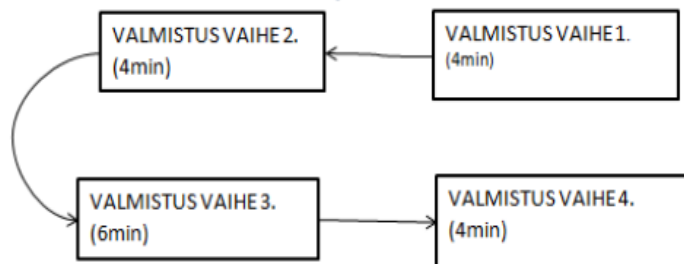 VALMISTUS VAIHE 2.
(4min)
VALMISTUS VAIHE 1.
(4min)
VALMISTUS VAIHE 3.
(6min)
VALMISTUS VAIHE 4.
(4min)